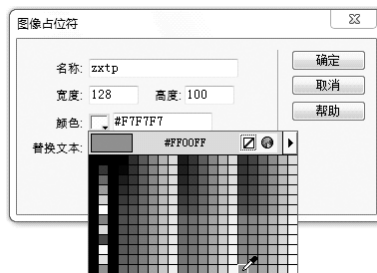 图像占位符
名称: zxtp
确定
宽度: 128 高度: 100
取消
颜色: #F7F7F7
帮助
替换文本: #FF00FF